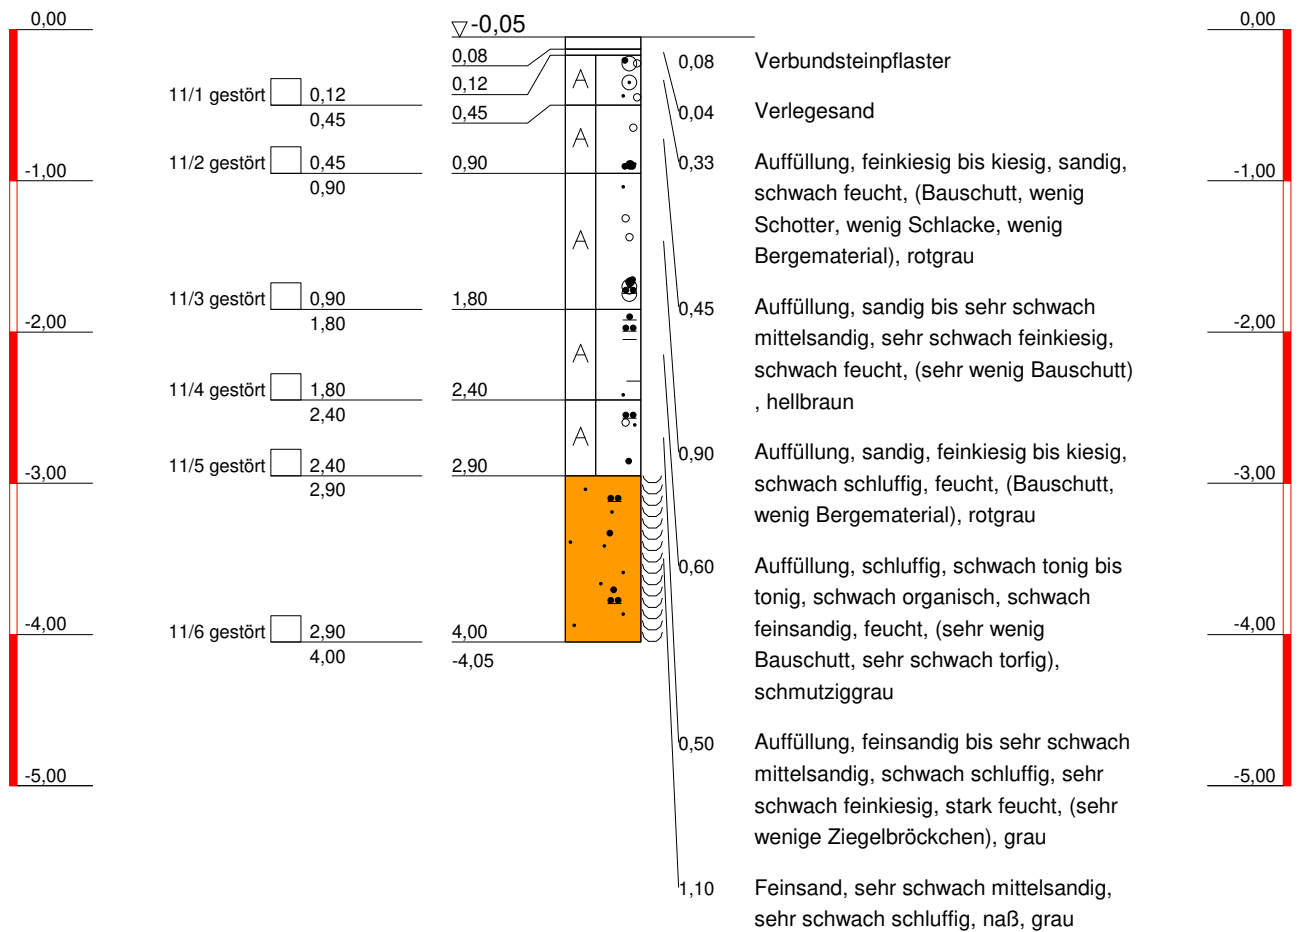 0,00
-1,00
-2,00
-3,00
-4,00
-5,00
11/1 gestört 0,12
0,45
11/2 gestört 0,45
0,90
11/3 gestört 0,90
1,80
11/4 gestört 1,80
2,40
11/5 gestört 2,40
2,90
11/6 gestört 2,90
4,00
-0,05
0,08
0,12
0,45
0,90
1,80
2,40
2,90
4,00
-4,05
A
A
A
A
A
0,08 Verbundsteinpflaster
0,04 Verlegesand
0,33 Auffüllung, feinkiesig bis kiesig, sandig,
schwach feucht, (Bauschutt, wenig
Schotter, wenig Schlacke, wenig
Bergematerial), rotgrau
0,45 Auffüllung, sandig bis sehr schwach
mittelsandig, sehr schwach feinkiesig,
schwach feucht, (sehr wenig Bauschutt)
, hellbraun
0,90 Auffüllung, sandig, feinkiesig bis kiesig,
schwach schluffig, feucht, (Bauschutt,
wenig Bergematerial), rotgrau
0,60 Auffüllung, schluffig, schwach tonig bis
tonig, schwach organisch, schwach
feinsandig, feucht, (sehr wenig
Bauschutt, sehr schwach torfig),
schmutziggrau
0,50 Auffüllung, feinsandig bis sehr schwach
mittelsandig, schwach schluffig, sehr
schwach feinkiesig, stark feucht, (sehr
wenige Ziegelbröckchen), grau
1,10 Feinsand, sehr schwach mittelsandig,
sehr schwach schluffig, naß, grau
0,00
-1,00
-2,00
-3,00
-4,00
-5,00